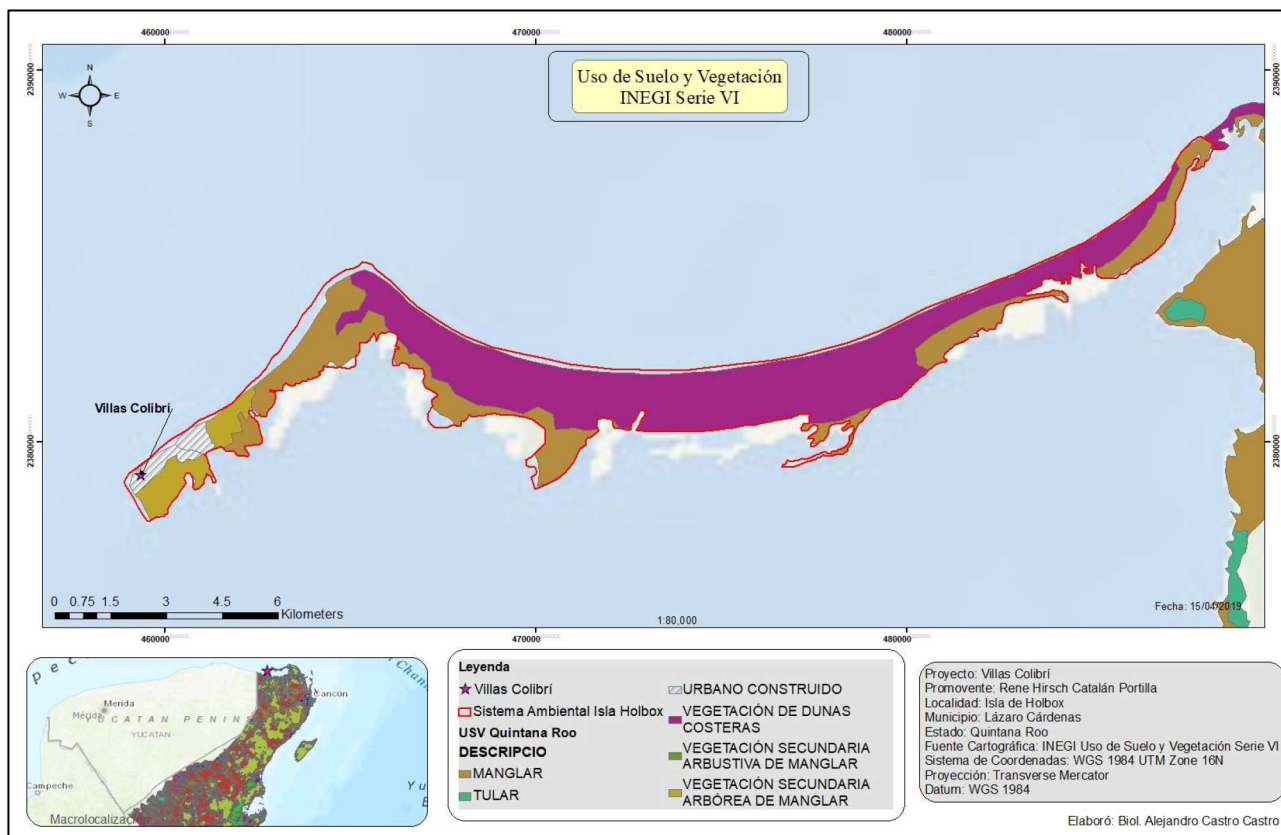 460000
470000
480000
2390000
2390000
Uso de Suelo y Vegetación
INEGI Serie VI
N
W
E
S
Villas Colibrí
2380000
2380000
0 0.75 1.5 3 4.5 6
Kilometers
1:80,000
Fecha: 15/04/2019
460000
470000
480000
Merida
Mérida
YUCATAN PENINS
YUCATAN
Cancún
Campeche
Macrolocalización
Leyenda
Villas Colibrí
Sistema Ambiental Isla Holbox
USV Quintana Roo
DESCRIPCIO
MANGLAR
TULAR
URBANO CONSTRUIDO
VEGETACIÓN DE DUNAS
COSTERAS
VEGETACIÓN SECUNDARIA
ARBUSTIVA DE MANGLAR
VEGETACIÓN SECUNDARIA
ARBÓREA DE MANGLAR
Proyecto: Villas Colibrí
Promovente: Rene Hirsch Catalán Portilla
Localidad: Isla de Holbox
Municipio: Lázaro Cárdenas
Estado: Quintana Roo
Fuente Cartográfica: INEGI Uso de Suelo y Vegetación Serie VI
Sistema de Coordenadas: WGS 1984 UTM Zone 16N
Proyección: Transverse Mercator
Datum: WGS 1984
Elaboró: Biol. Alejandro Castro Castro